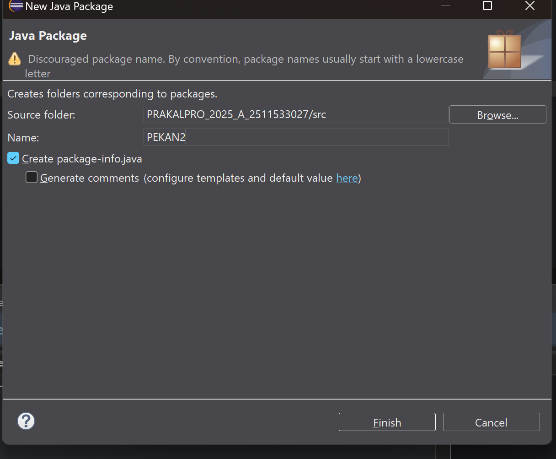 New Java Package
Java Package
Discouraged package name. By convention, package names usually start with a lowercase
letter
Creates folders corresponding to packages.
Source folder: PRAKALPRO_2025_A_2511533027/src Browse...
Name: PEKAN2
Create package-info.java
Generate comments (configure templates and default value here)
? Finish Cancel